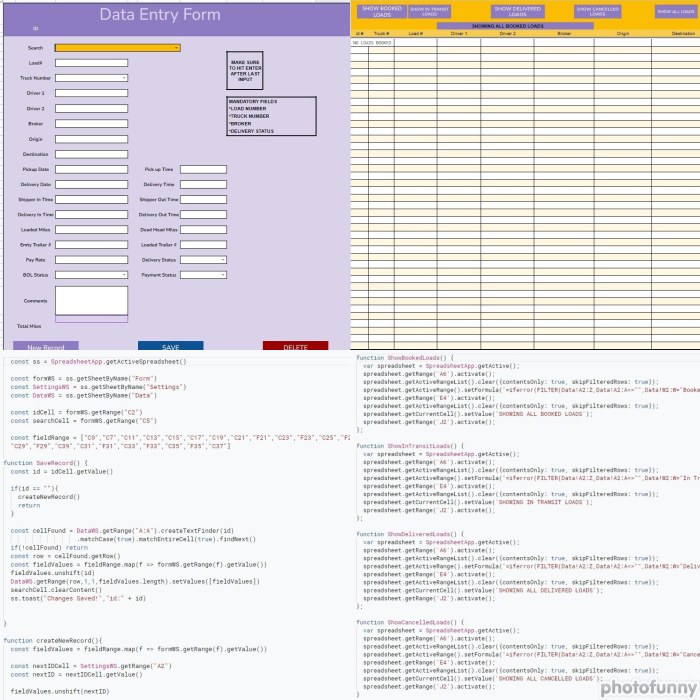 Data Entry Form
ID
Search
Load#
Truck Number
Driver 1
Driver 2
Broker
Origin
Destination
Pickup Date
Pick up Time
Delivery Date
Delivery Time
Shipper In Time
Shipper Out Time
Delivery In Time
Delivery Out Time
Loaded Miles
Dead Head Miles
Emty Trailer #
Loaded Trailer #
Pay Rate
Delivery Status
BOL Status
Payment Status
Comments
Total Miles
MAKE SURE
TO HIT ENTER
AFTER LAST
INPUT
MANDATORY FIELDS
*LOAD NUMBER
*TRUCK NUMBER
*BROKER
*DELIVERY STATUS
New Record
SAVE
DELETE
SHOW BOOKED
LOADS
SHOW IN-TRANSIT
LOADS
SHOW DELIVERED
LOADS
SHOW CANCELLED
LOADS
SHOW ALL LOADS
SHOWING ALL BOOKED LOADS
id # Truck # Load # Driver 1 Driver 2 Broker Origin Destination
NO LOADS BOOKED
const ss = SpreadsheetApp.getActiveSpreadsheet()
const formWS = ss.getSheetByName("Form")
const SettingsWS = ss.getSheetByName("Settings")
const DataWS = ss.getSheetByName("Data")
const idCell = formWS.getRange("C2")
const searchCell = formWS.getRange("C5")
const fieldRange = ["C9","C7","C11","C13","C15","C17","C19","C21","F21","C23","F23","C25","F2
"C29","F29","C39","C31","F31","C33","F33","C35","F35","C37"]
function SaveRecord() {
const id = idCell.getValue()
if(id == ""){
createNewRecord()
return
}
const cellFound = DataWS.getRange("A:A").createTextFinder(id)
.matchCase(true).matchEntireCell(true).findNext()
if(!cellFound) return
const row = cellFound.getRow()
const fieldValues = fieldRange.map(f => formWS.getRange(f).getValue())
fieldValues.unshift(id)
DataWS.getRange(row,1,1,fieldValues.length).setValues([fieldValues])
searchCell.clearContent()
ss.toast("Changes Saved!","id:" + id)
}
function createNewRecord(){
const fieldValues = fieldRange.map(f => formWS.getRange(f).getValue())
const nextIDCell = SettingsWS.getRange("A2")
const nextID = nextIDCell.getValue()
fieldValues.unshift(nextID)
function ShowBookedLoads() {
var spreadsheet = SpreadsheetApp.getActive();
spreadsheet.getRange('A6').activate();
spreadsheet.getActiveRangeList().clear({contentsOnly: true, skipFilteredRows: true});
spreadsheet.getCurrentCell().setFormula('=iferror(FILTER(Data!A2:Z,Data!A2:A<>"",Data!W2:W="Booke
spreadsheet.getRange('E4').activate();
spreadsheet.getActiveRangeList().clear({contentsOnly: true, skipFilteredRows: true});
spreadsheet.getCurrentCell().setValue('SHOWING ALL BOOKED LOADS');
spreadsheet.getRange('J2').activate();
};
function ShowInTransitLoads() {
var spreadsheet = SpreadsheetApp.getActive();
spreadsheet.getRange('A6').activate();
spreadsheet.getActiveRangeList().clear({contentsOnly: true, skipFilteredRows: true});
spreadsheet.getCurrentCell().setFormula('=iferror(FILTER(Data!A2:Z,Data!A2:A<>"",Data!W2:W="In Tr
spreadsheet.getRange('E4').activate();
spreadsheet.getActiveRangeList().clear({contentsOnly: true, skipFilteredRows: true});
spreadsheet.getCurrentCell().setValue('SHOWING IN TRANSIT LOADS');
spreadsheet.getRange('J2').activate();
};
function ShowDeliveredLoads() {
var spreadsheet = SpreadsheetApp.getActive();
spreadsheet.getRange('A6').activate();
spreadsheet.getActiveRangeList().clear({contentsOnly: true, skipFilteredRows: true});
spreadsheet.getCurrentCell().setFormula('=iferror(FILTER(Data!A2:Z,Data!A2:A<>"",Data!W2:W="Deliv
spreadsheet.getRange('E4').activate();
spreadsheet.getActiveRangeList().clear({contentsOnly: true, skipFilteredRows: true});
spreadsheet.getCurrentCell().setValue('SHOWING ALL DELIVERED LOADS');
spreadsheet.getRange('J2').activate();
};
function ShowCancelledLoads() {
var spreadsheet = SpreadsheetApp.getActive();
spreadsheet.getRange('A6').activate();
spreadsheet.getActiveRangeList().clear({contentsOnly: true, skipFilteredRows: true});
spreadsheet.getCurrentCell().setFormula('=iferror(FILTER(Data!A2:Z,Data!A2:A<>"",Data!W2:W="Cance
spreadsheet.getRange('E4').activate();
spreadsheet.getActiveRangeList().clear({contentsOnly: true, skipFilteredRows: true});
spreadsheet.getCurrentCell().setValue('SHOWING ALL CANCELLED LOADS');
spreadsheet.getRange('J2').activate();
photofunny